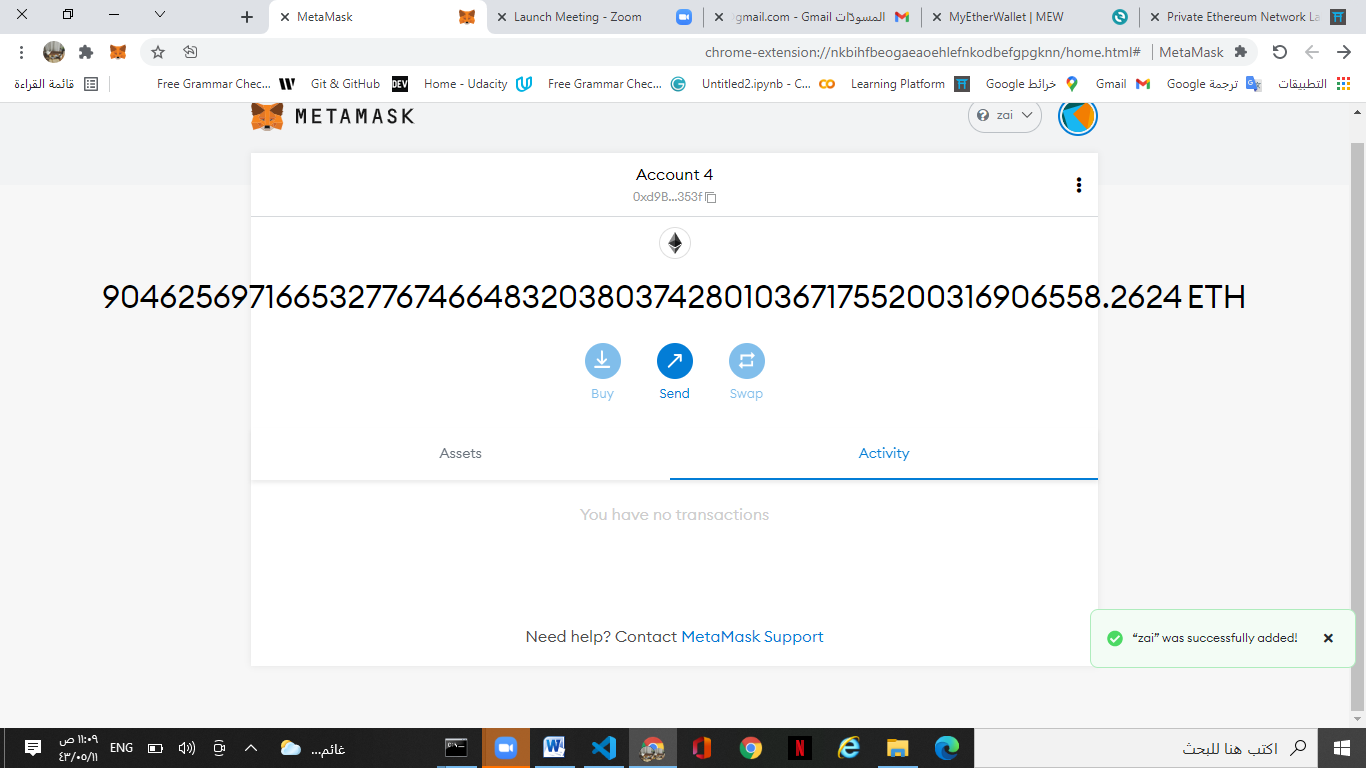 MetaMask
Launch Meeting - Zoom
gmail.com - Gmail المسودّات
MyEtherWallet | MEW
Private Ethereum Network La
chrome-extension://nkbihfbeogaeaoehlefnkodbefgpgknn/home.html#
MetaMask
قائمة القراءة
Free Grammar Chec...
Git & GitHub
DEV
Home - Udacity
Free Grammar Chec...
Untitled2.ipynb - C...
Learning Platform
خرائط Google
Gmail
ترجمة Google
التطبيقات
METAMASK
zai
Account 4
0xd9B...353f
904625697166532776746648320380374280103671755200316906558.2624 ETH
Buy
Send
Swap
Assets
Activity
You have no transactions
Need help? Contact MetaMask Support
“zai” was successfully added!
١١:٠٩ ص
٤٣/٠٥/١١
ENG
غائم...
اكتب هنا للبحث